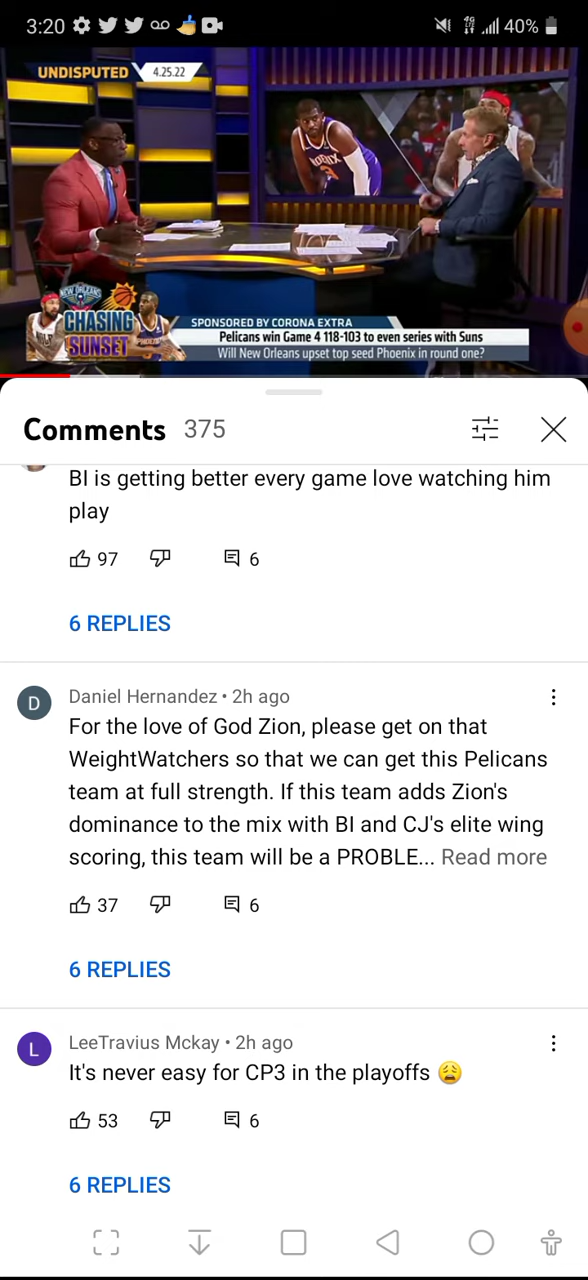 3:20
4G
LTE
40%
UNDISPUTED
4.25.22
NEW ORLEANS
CHASING
SUNSET
SPONSORED BY CORONA EXTRA
Pelicans win Game 4 118-103 to even series with Suns
Will New Orleans upset top seed Phoenix in round one?
Comments 375
BI is getting better every game love watching him
play
97
6
6 REPLIES
D
Daniel Hernandez • 2h ago
For the love of God Zion, please get on that
WeightWatchers so that we can get this Pelicans
team at full strength. If this team adds Zion's
dominance to the mix with BI and CJ's elite wing
scoring, this team will be a PROBLE... Read more
37
6
6 REPLIES
L
LeeTravius Mckay • 2h ago
It's never easy for CP3 in the playoffs 😩
53
6
6 REPLIES